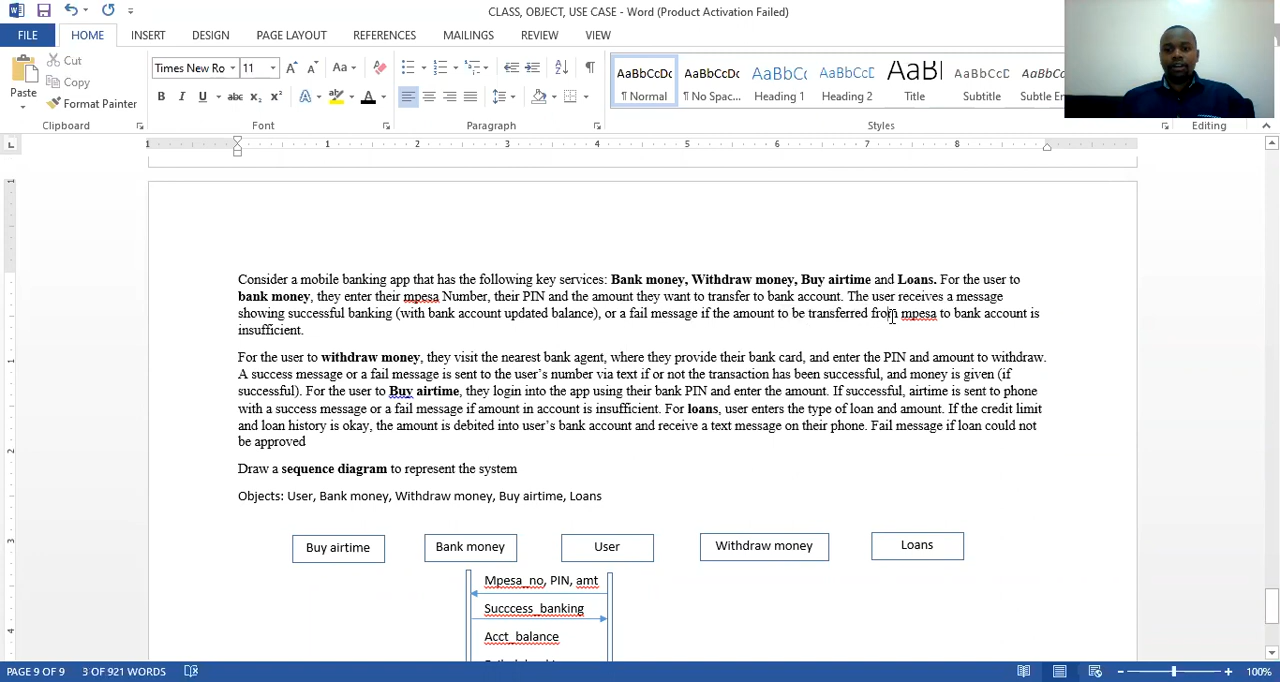 CLASS, OBJECT, USE CASE - Word (Product Activation Failed)
FILE HOME INSERT DESIGN PAGE LAYOUT REFERENCES MAILINGS REVIEW VIEW
Cut
Copy
Format Painter
Paste
Times New Ro 11
AaBbCcDc AaBbCcDc AaBbCc AaBbCcD AaB AaBbCcD AaBbCcDc
¶ Normal ¶ No Spac... Heading 1 Heading 2 Title Subtitle Subtle Em
Clipboard Font Paragraph Styles Editing
1 1 2 3 4 5 6 7 8
Consider a mobile banking app that has the following key services: Bank money, Withdraw money, Buy airtime and Loans. For the user to
bank money, they enter their mpesa Number, their PIN and the amount they want to transfer to bank account. The user receives a message
showing successful banking (with bank account updated balance), or a fail message if the amount to be transferred from mpesa to bank account is
insufficient.
For the user to withdraw money, they visit the nearest bank agent, where they provide their bank card, and enter the PIN and amount to withdraw.
A success message or a fail message is sent to the user’s number via text if or not the transaction has been successful, and money is given (if
successful). For the user to Buy airtime, they login into the app using their bank PIN and enter the amount. If successful, airtime is sent to phone
with a success message or a fail message if amount in account is insufficient. For loans, user enters the type of loan and amount. If the credit limit
and loan history is okay, the amount is debited into user’s bank account and receive a text message on their phone. Fail message if loan could not
be approved
Draw a sequence diagram to represent the system
Objects: User, Bank money, Withdraw money, Buy airtime, Loans
Buy airtime Bank money User Withdraw money Loans
Mpesa_no, PIN, amt
Succcess_banking
Acct_balance
PAGE 9 OF 9 3 OF 921 WORDS 100%